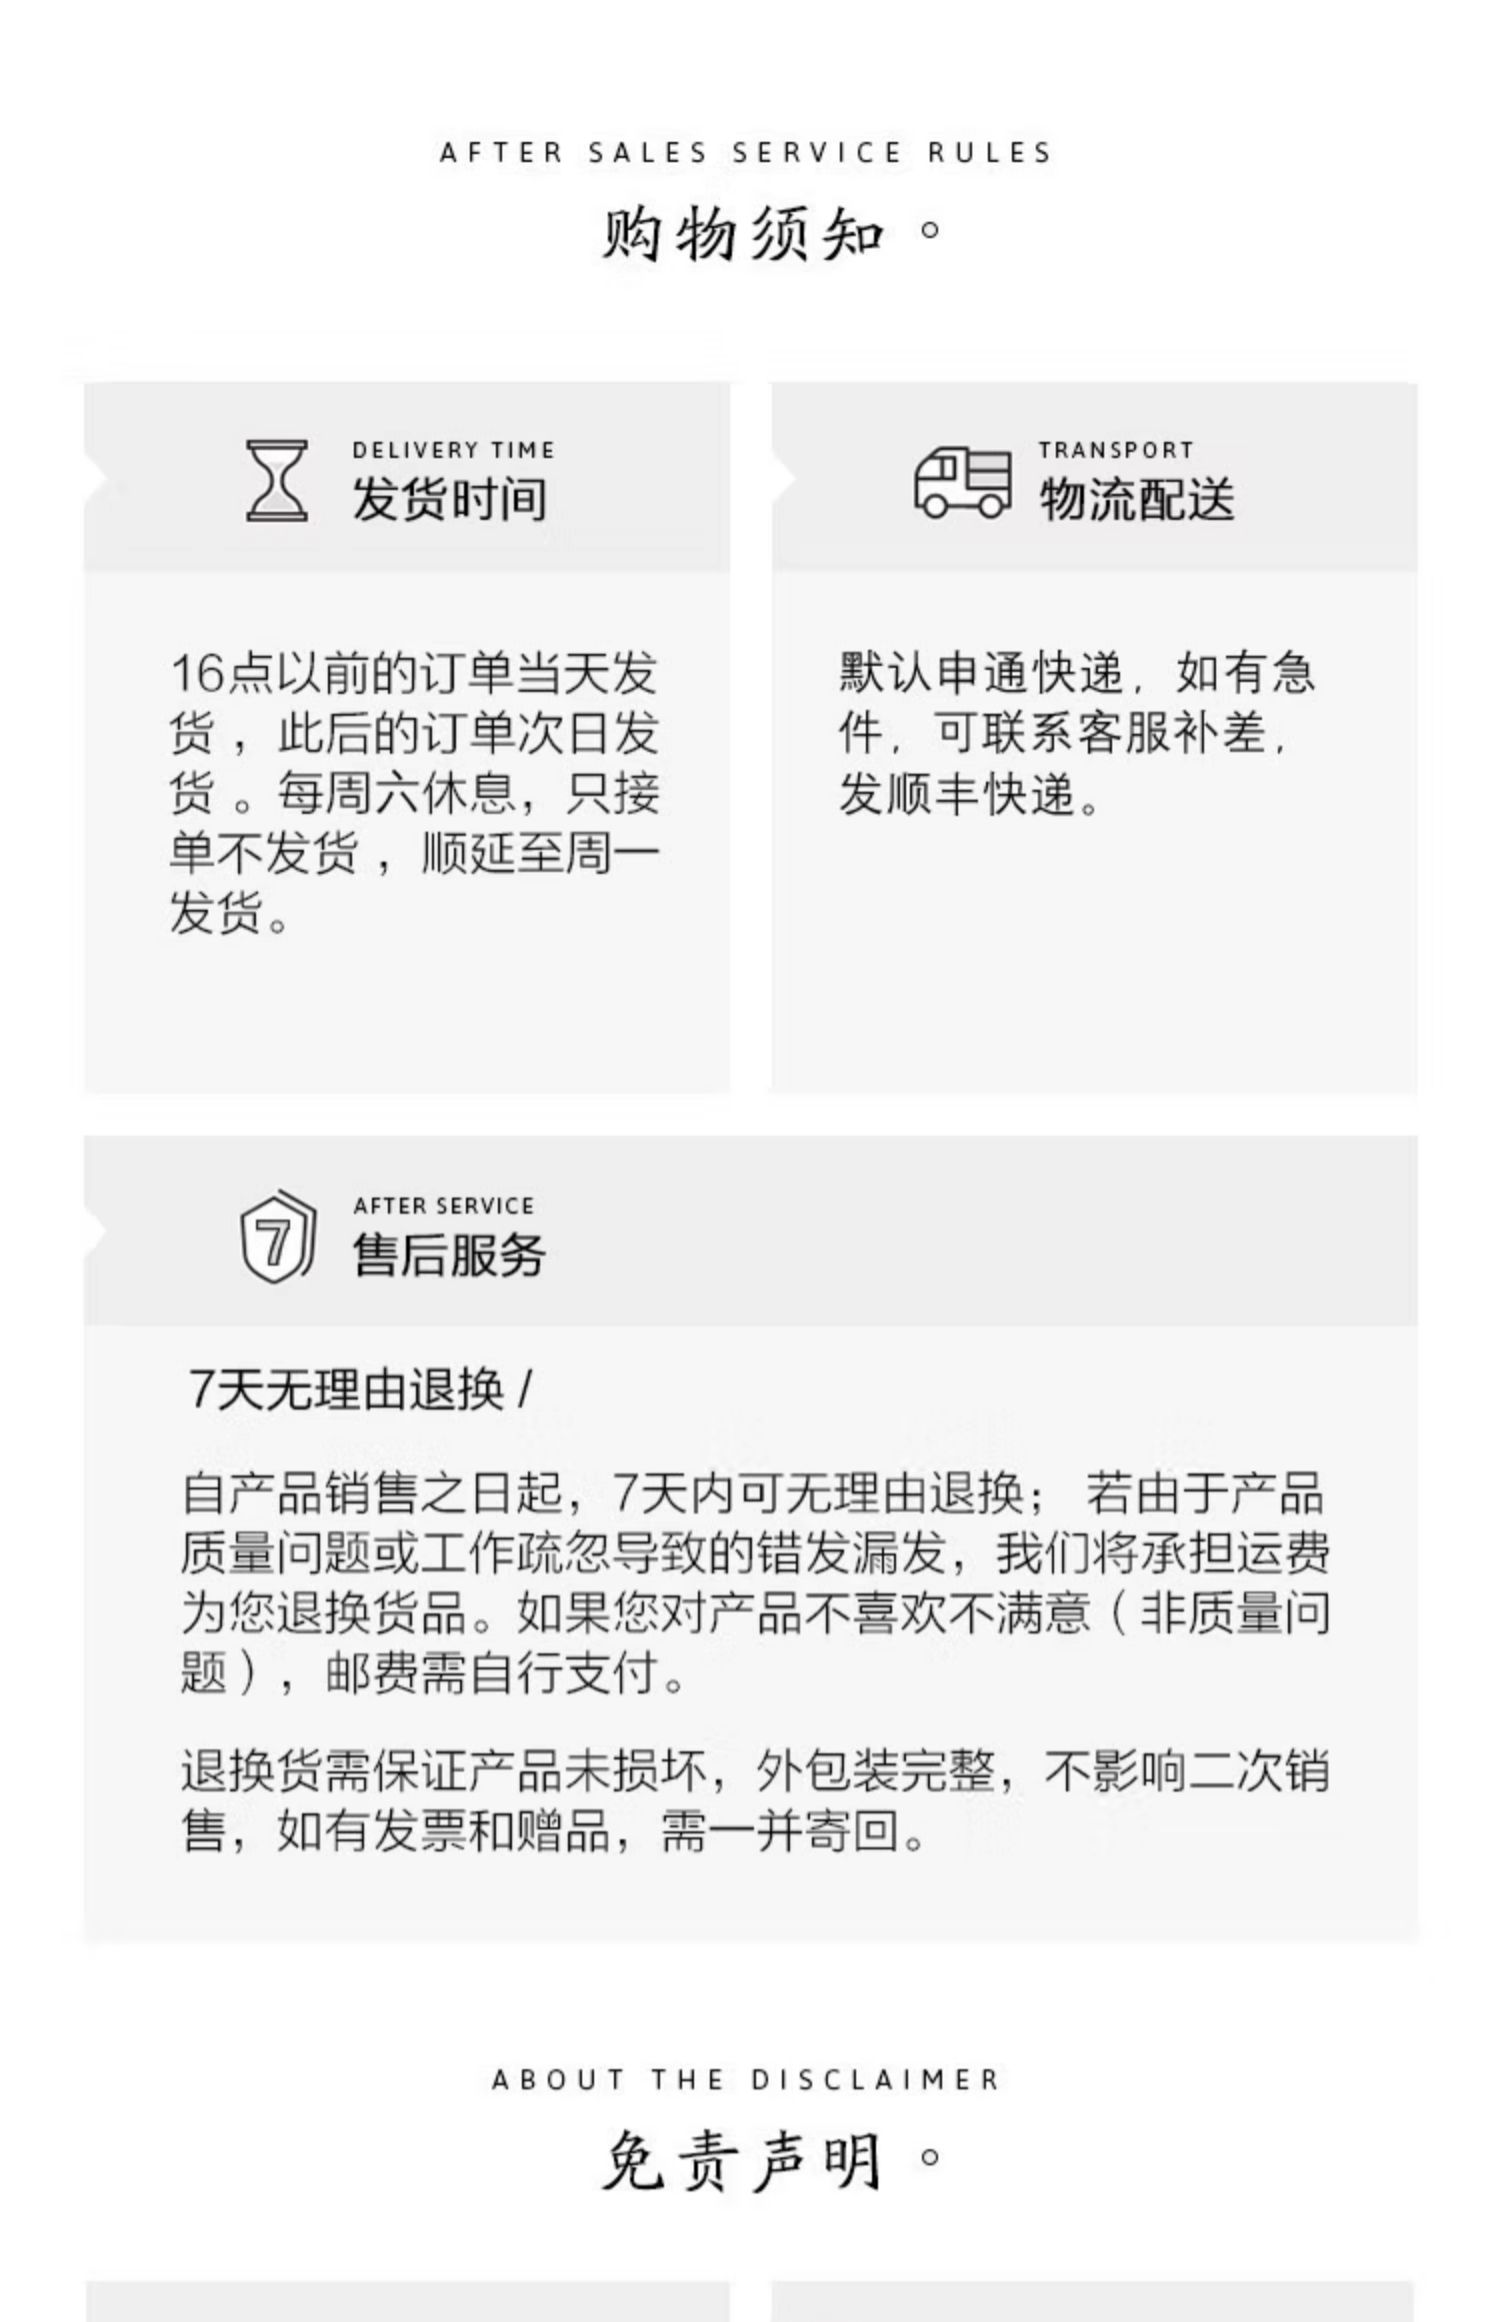 AFTER SALES SERVICE RULES
购物须知。
DELIVERY TIME
发货时间
16点以前的订单当天发
货，此后的订单次日发
货。每周六休息，只接
单不发货，顺延至周一
发货。
TRANSPORT
物流配送
默认申通快递，如有急
件，可联系客服补差，
发顺丰快递。
7
AFTER SERVICE
售后服务
7天无理由退换 /
自产品销售之日起，7天内可无理由退换； 若由于产品
质量问题或工作疏忽导致的错发漏发，我们将承担运费
为您退换货品。如果您对产品不喜欢不满意（非质量问
题），邮费需自行支付。
退换货需保证产品未损坏，外包装完整，不影响二次销
售，如有发票和赠品，需一并寄回。
ABOUT THE DISCLAIMER
免责声明。